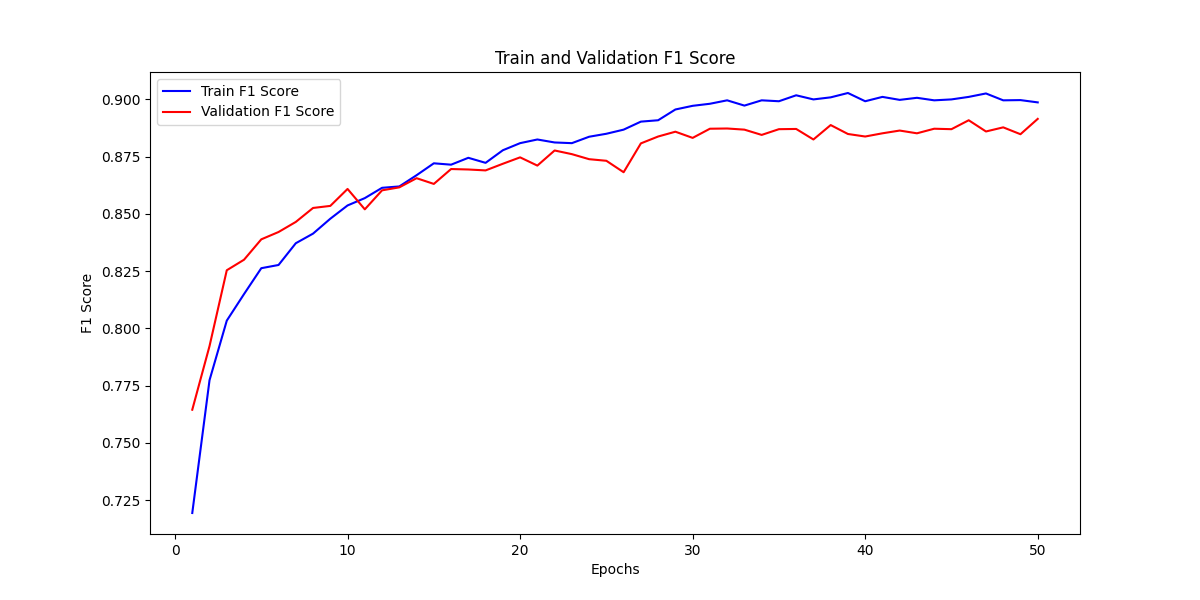 Train and Validation F1 Score
Train F1 Score
Validation F1 Score
F1 Score
0.900
0.875
0.850
0.825
0.800
0.775
0.750
0.725
0 10 20 30 40 50
Epochs